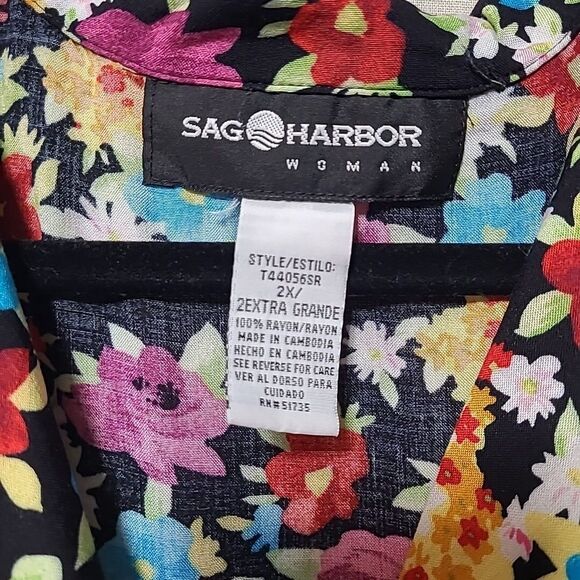 SAG HARBOR
WOMAN
STYLE/ESTILO:
T44056SR
2X/
2EXTRA GRANDE
100% RAYON/RAYON
MADE IN CAMBODIA
HECHO EN CAMBODIA
SEE REVERSE FOR CARE
VER AL DORSO PARA
CUIDADO
RN#51735